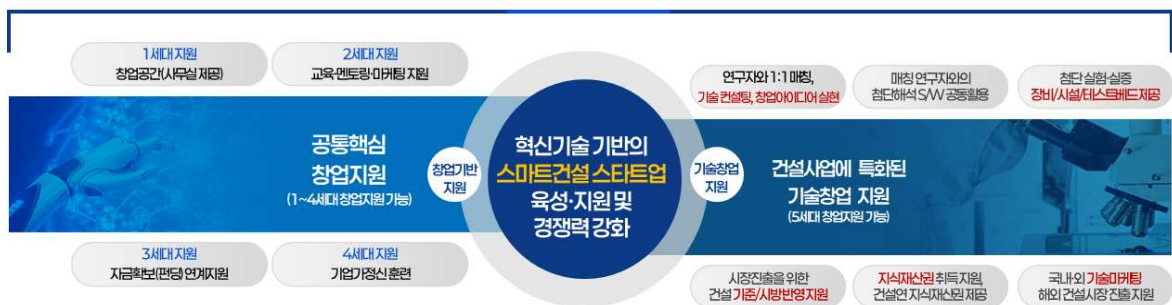 1세대 지원
창업공간(사무실 제공)
2세대 지원
교육·멘토링·마케팅 지원
연구자와 1:1 매칭,
기술 컨설팅, 창업아이디어 실현
매칭 연구자와의
첨단해석 S/W 공동활용
첨단 실험·실증
장비/시설/테스트베드 제공
공통핵심
창업지원
(1~4세대 창업지원 가능)
창업기반
지원
혁신기술 기반의
스마트건설 스타트업
육성·지원 및
경쟁력 강화
기술창업
지원
건설사업에 특화된
기술창업 지원
(5세대 창업지원 가능)
3세대 지원
자금확보(펀딩) 연계지원
4세대 지원
기업가정신 훈련
시장진출을 위한
건설 기준/시방반영 지원
지식재산권 취득지원,
건설연 지식재산권 제공
국내·외 기술마케팅
해외 건설시장 진출 지원